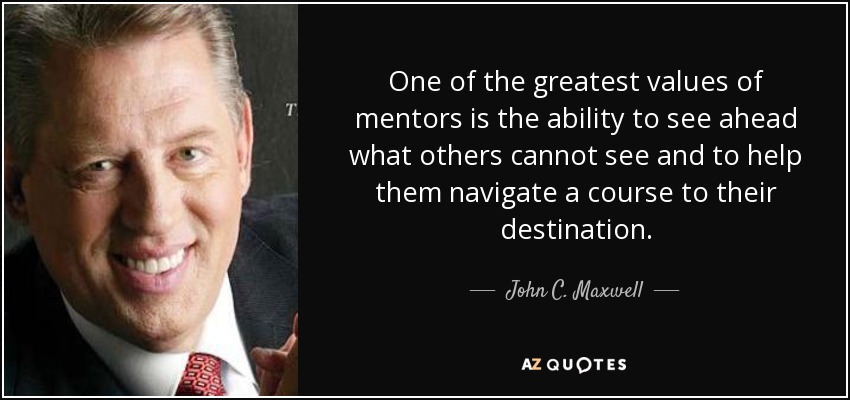 T
One of the greatest values of
mentors is the ability to see ahead
what others cannot see and to help
them navigate a course to their
destination.
John C. Maxwell
AZ QUOTES